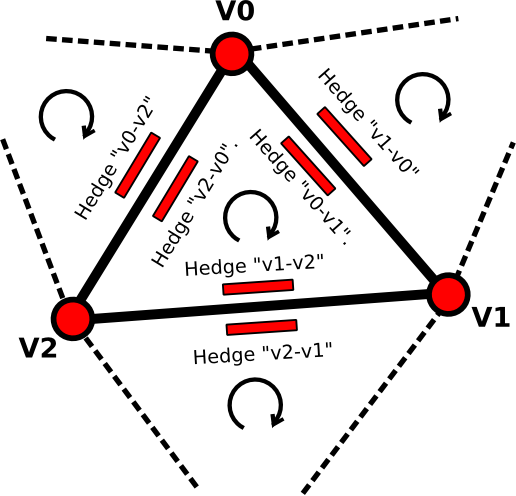 V0
Hedge "v0-v2"
Hedge "v1-v0"
Hedge "v2-v0".
Hedge "v0-v1".
Hedge "v1-v2"
V2
V1
Hedge "v2-v1"